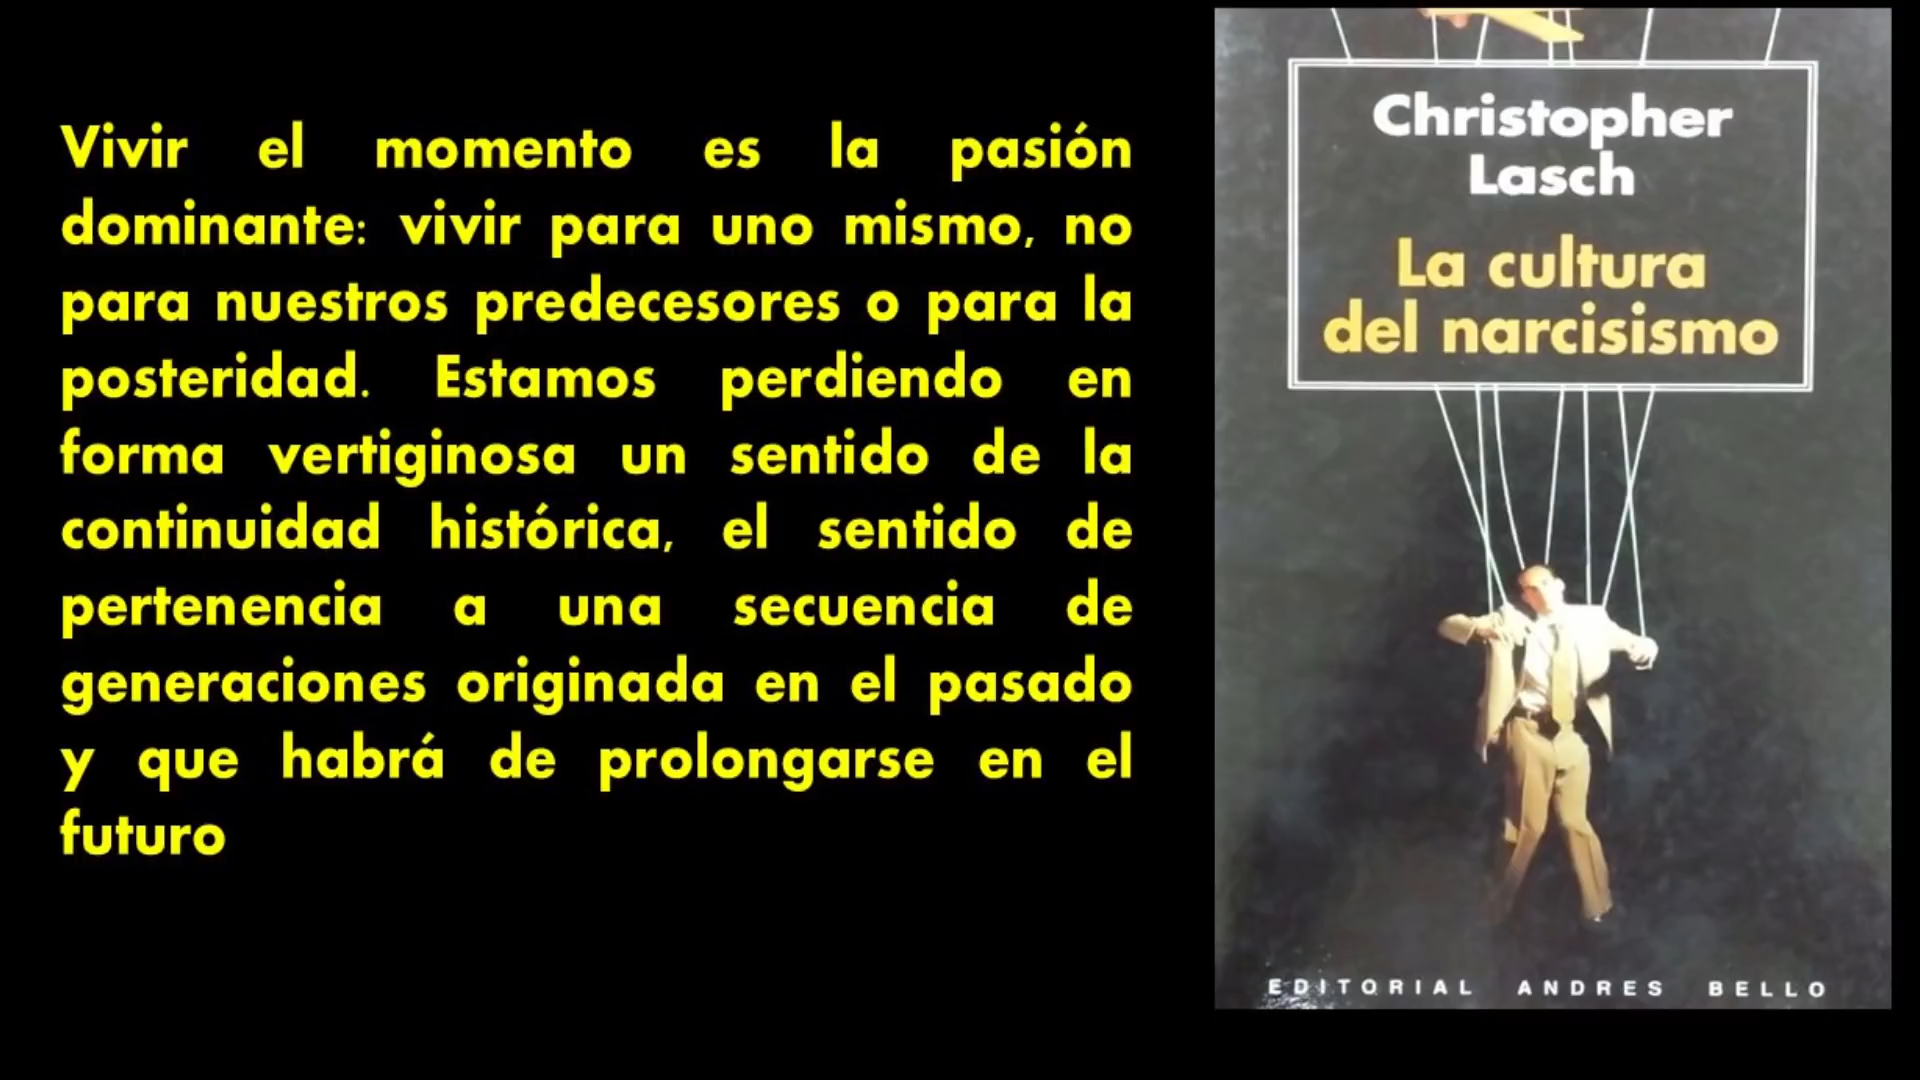 Vivir el momento es la pasión
dominante: vivir para uno mismo, no
para nuestros predecesores o para la
posteridad. Estamos perdiendo en
forma vertiginosa un sentido de la
continuidad histórica, el sentido de
pertenencia a una secuencia de
generaciones originada en el pasado
y que habrá de prolongarse en el
futuro
Christopher
Lasch
La cultura
del narcisismo
EDITORIAL ANDRES BELLO